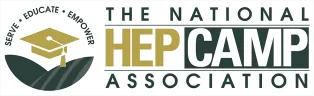 SERVE • EDUCATE • EMPOWER
THE NATIONAL
HEP CAMP
ASSOCIATION